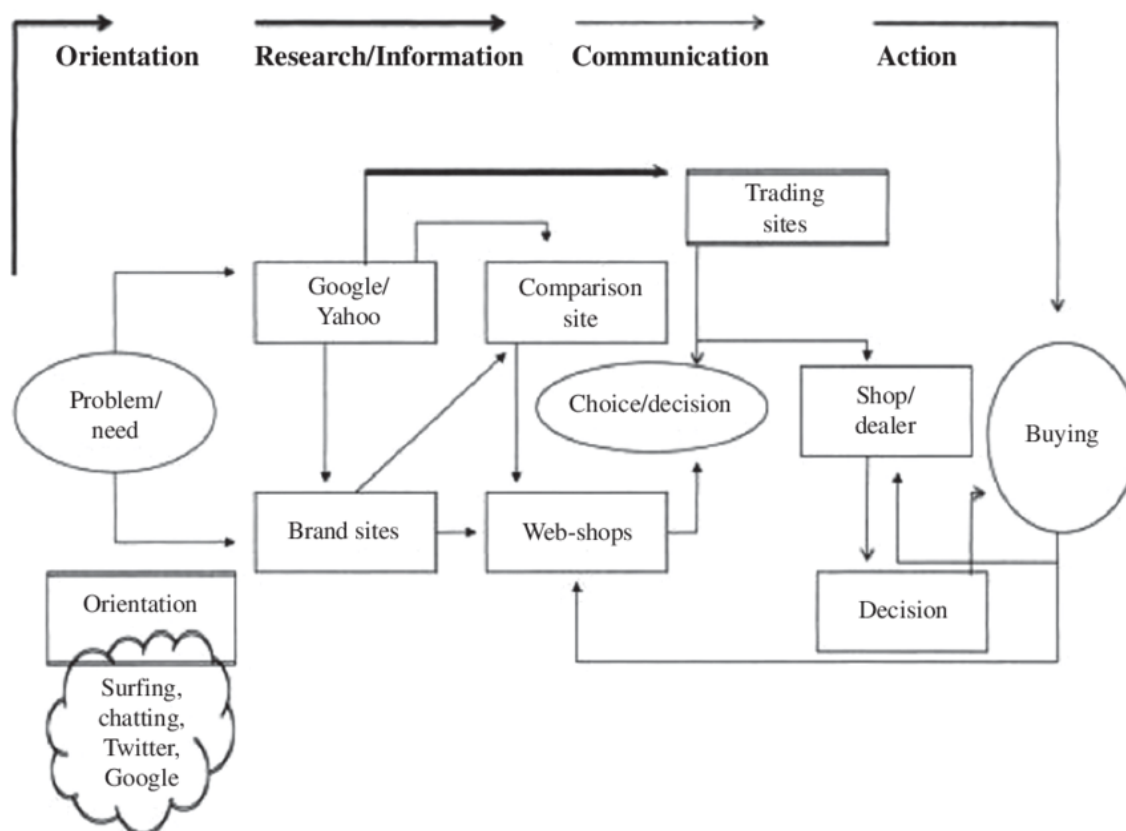 Orientation
Research/Information
Communication
Action
Trading
sites
Google/
Yahoo
Comparison
site
Problem/
need
Choice/decision
Shop/
dealer
Buying
Brand sites
Web-shops
Orientation
Decision
Surfing,
chatting,
Twitter,
Google